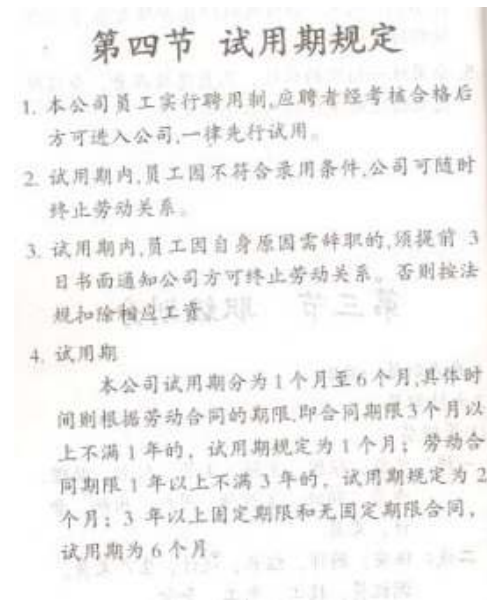 第四节 试用期规定
1. 本公司员工实行聘用制,应聘者经考核合格后
方可进入公司,一律先行试用。
2. 试用期内,员工因不符合录用条件,公司可随时
终止劳动关系。
3. 试用期内,员工因自身原因需辞职的,须提前 3
日书面通知公司方可终止劳动关系。否则按法
规扣除相应工资
4. 试用期
本公司试用期分为1个月至6个月,具体时
间则根据劳动合同的期限,即合同期限3个月以
上不满1年的，试用期规定为1个月；劳动合
同期限1年以上不满3年的，试用期规定为2
个月；3 年以上固定期限和无固定期限合同，
试用期为6个月。